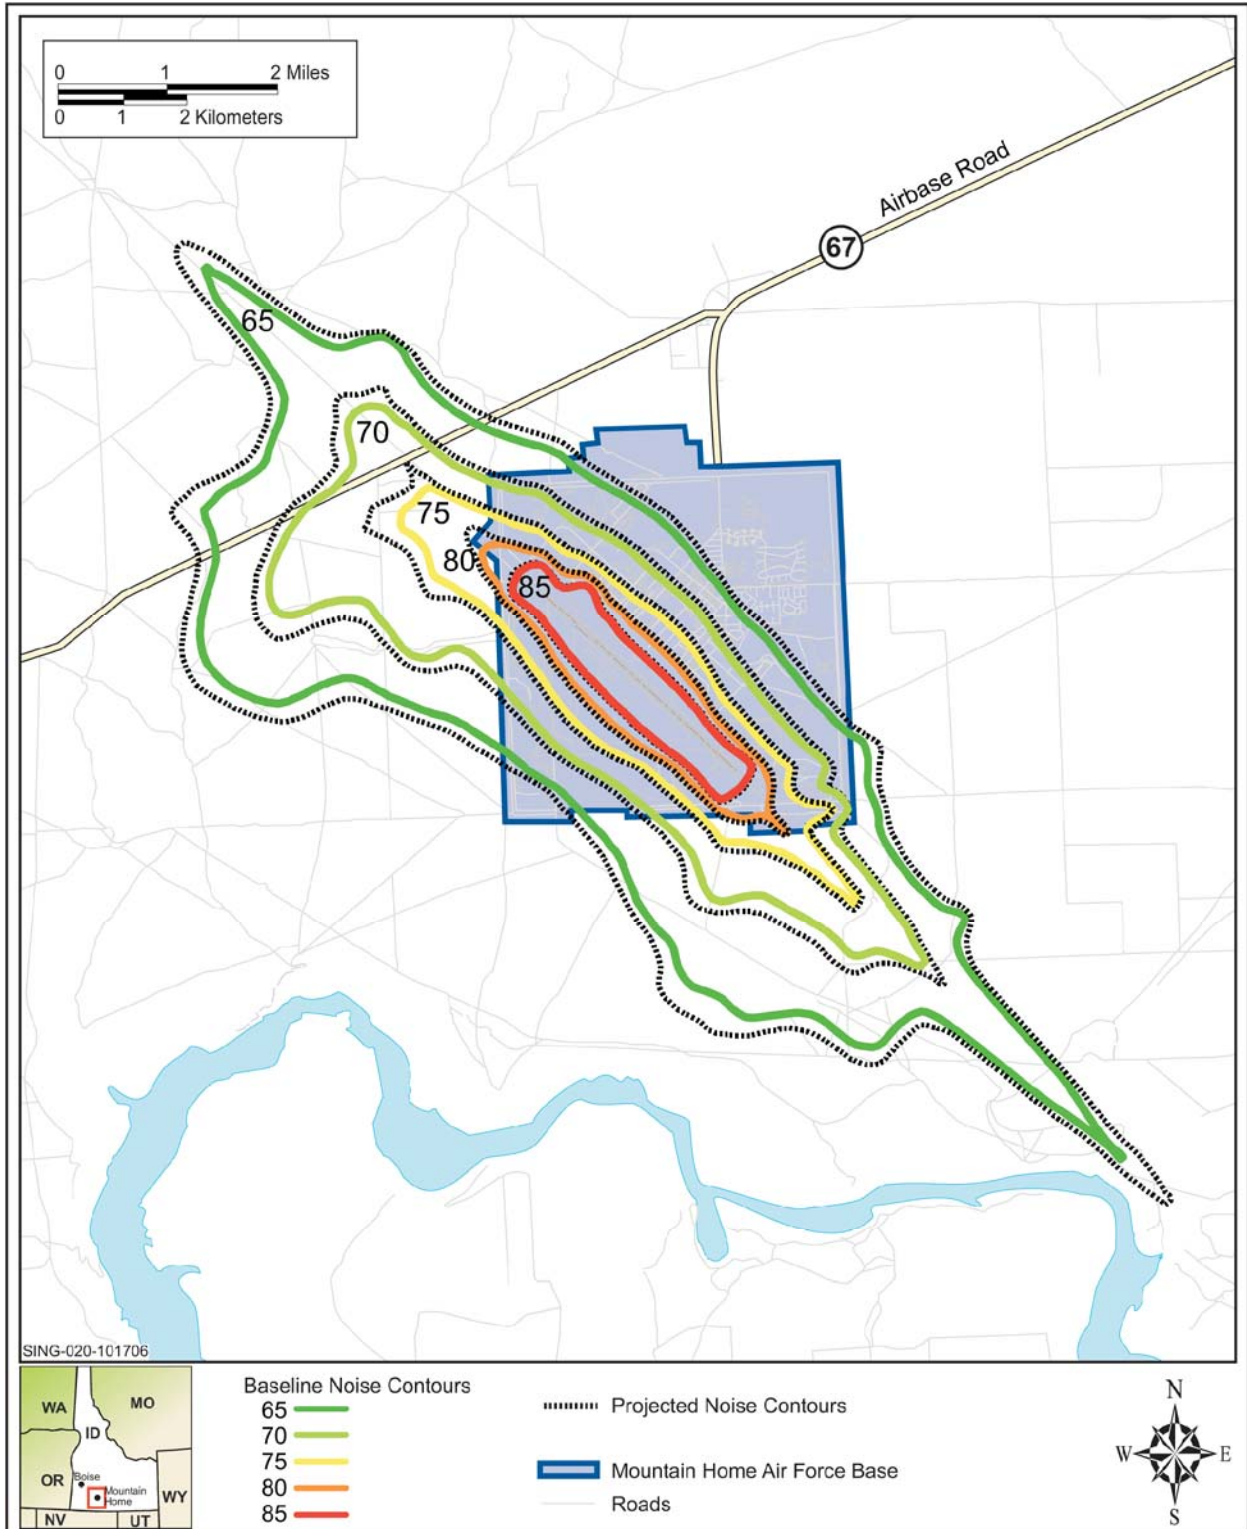 0 1 2 Miles
0 1 2 Kilometers
Airbase Road
67
65
70
75
80
85
SING-020-101706
WA
MO
ID
OR
Boise
Mountain
Home
WY
NV
UT
Baseline Noise Contours
65
70
75
80
85
Projected Noise Contours
Mountain Home Air Force Base
Roads
N
W
E
S